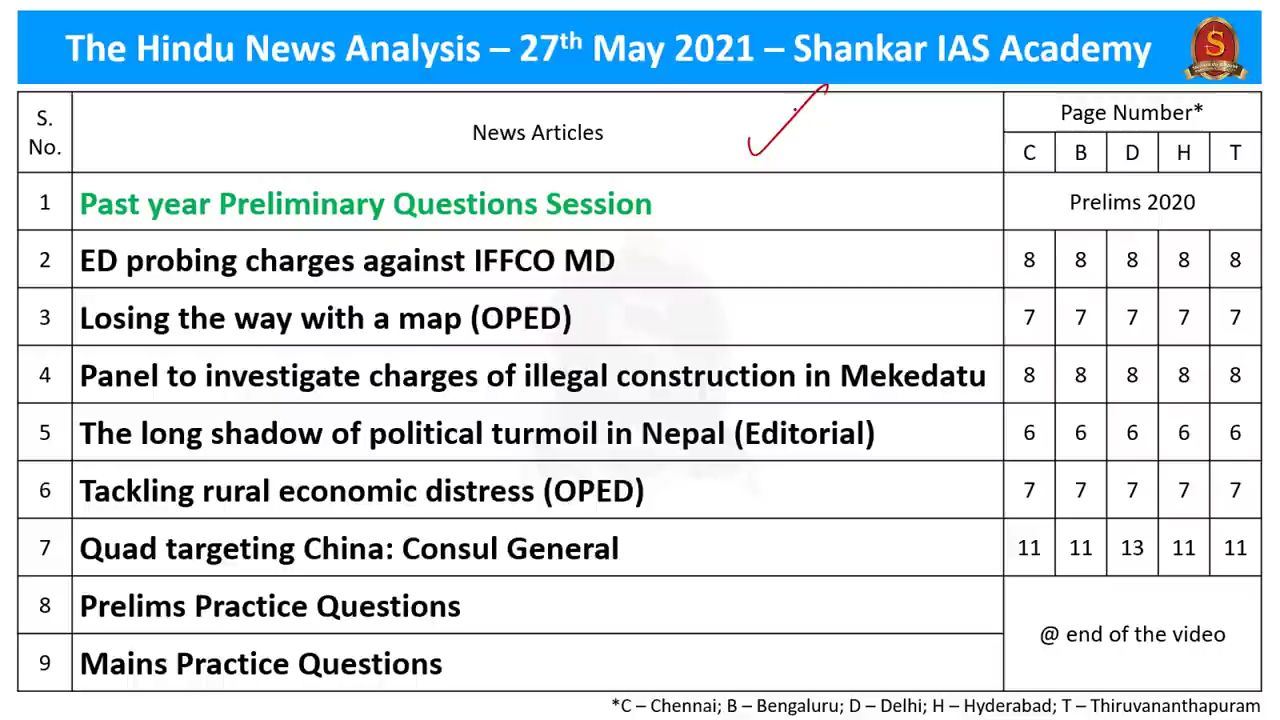 The Hindu News Analysis – 27th May 2021 – Shankar IAS Academy
S. No. News Articles Page Number*
C B D H T
1 Past year Preliminary Questions Session Prelims 2020
2 ED probing charges against IFFCO MD 8 8 8 8 8
3 Losing the way with a map (OPED) 7 7 7 7 7
4 Panel to investigate charges of illegal construction in Mekedatu 8 8 8 8 8
5 The long shadow of political turmoil in Nepal (Editorial) 6 6 6 6 6
6 Tackling rural economic distress (OPED) 7 7 7 7 7
7 Quad targeting China: Consul General 11 11 13 11 11
8 Prelims Practice Questions
@ end of the video
9 Mains Practice Questions
*C – Chennai; B – Bengaluru; D – Delhi; H – Hyderabad; T – Thiruvananthapuram